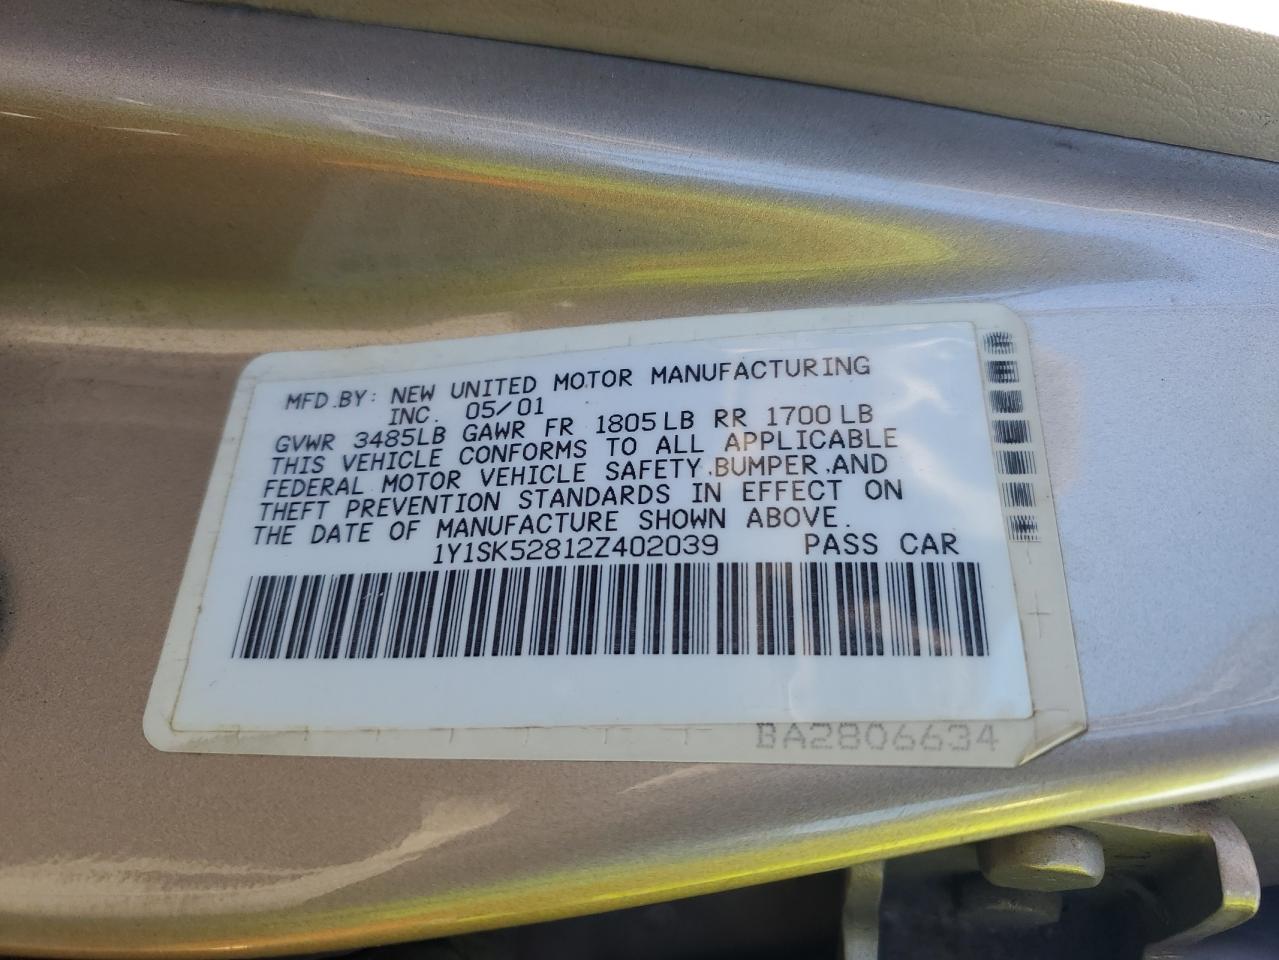 MFD.BY: NEW UNITED MOTOR MANUFACTURING
INC. 05/01
GVWR 3485LB GAWR FR 1805LB RR 1700LB
THIS VEHICLE CONFORMS TO ALL APPLICABLE
FEDERAL MOTOR VEHICLE SAFETY.BUMPER.AND
THEFT PREVENTION STANDARDS IN EFFECT ON
THE DATE OF MANUFACTURE SHOWN ABOVE.
1Y1SK52812Z402039 PASS CAR
BA2806634